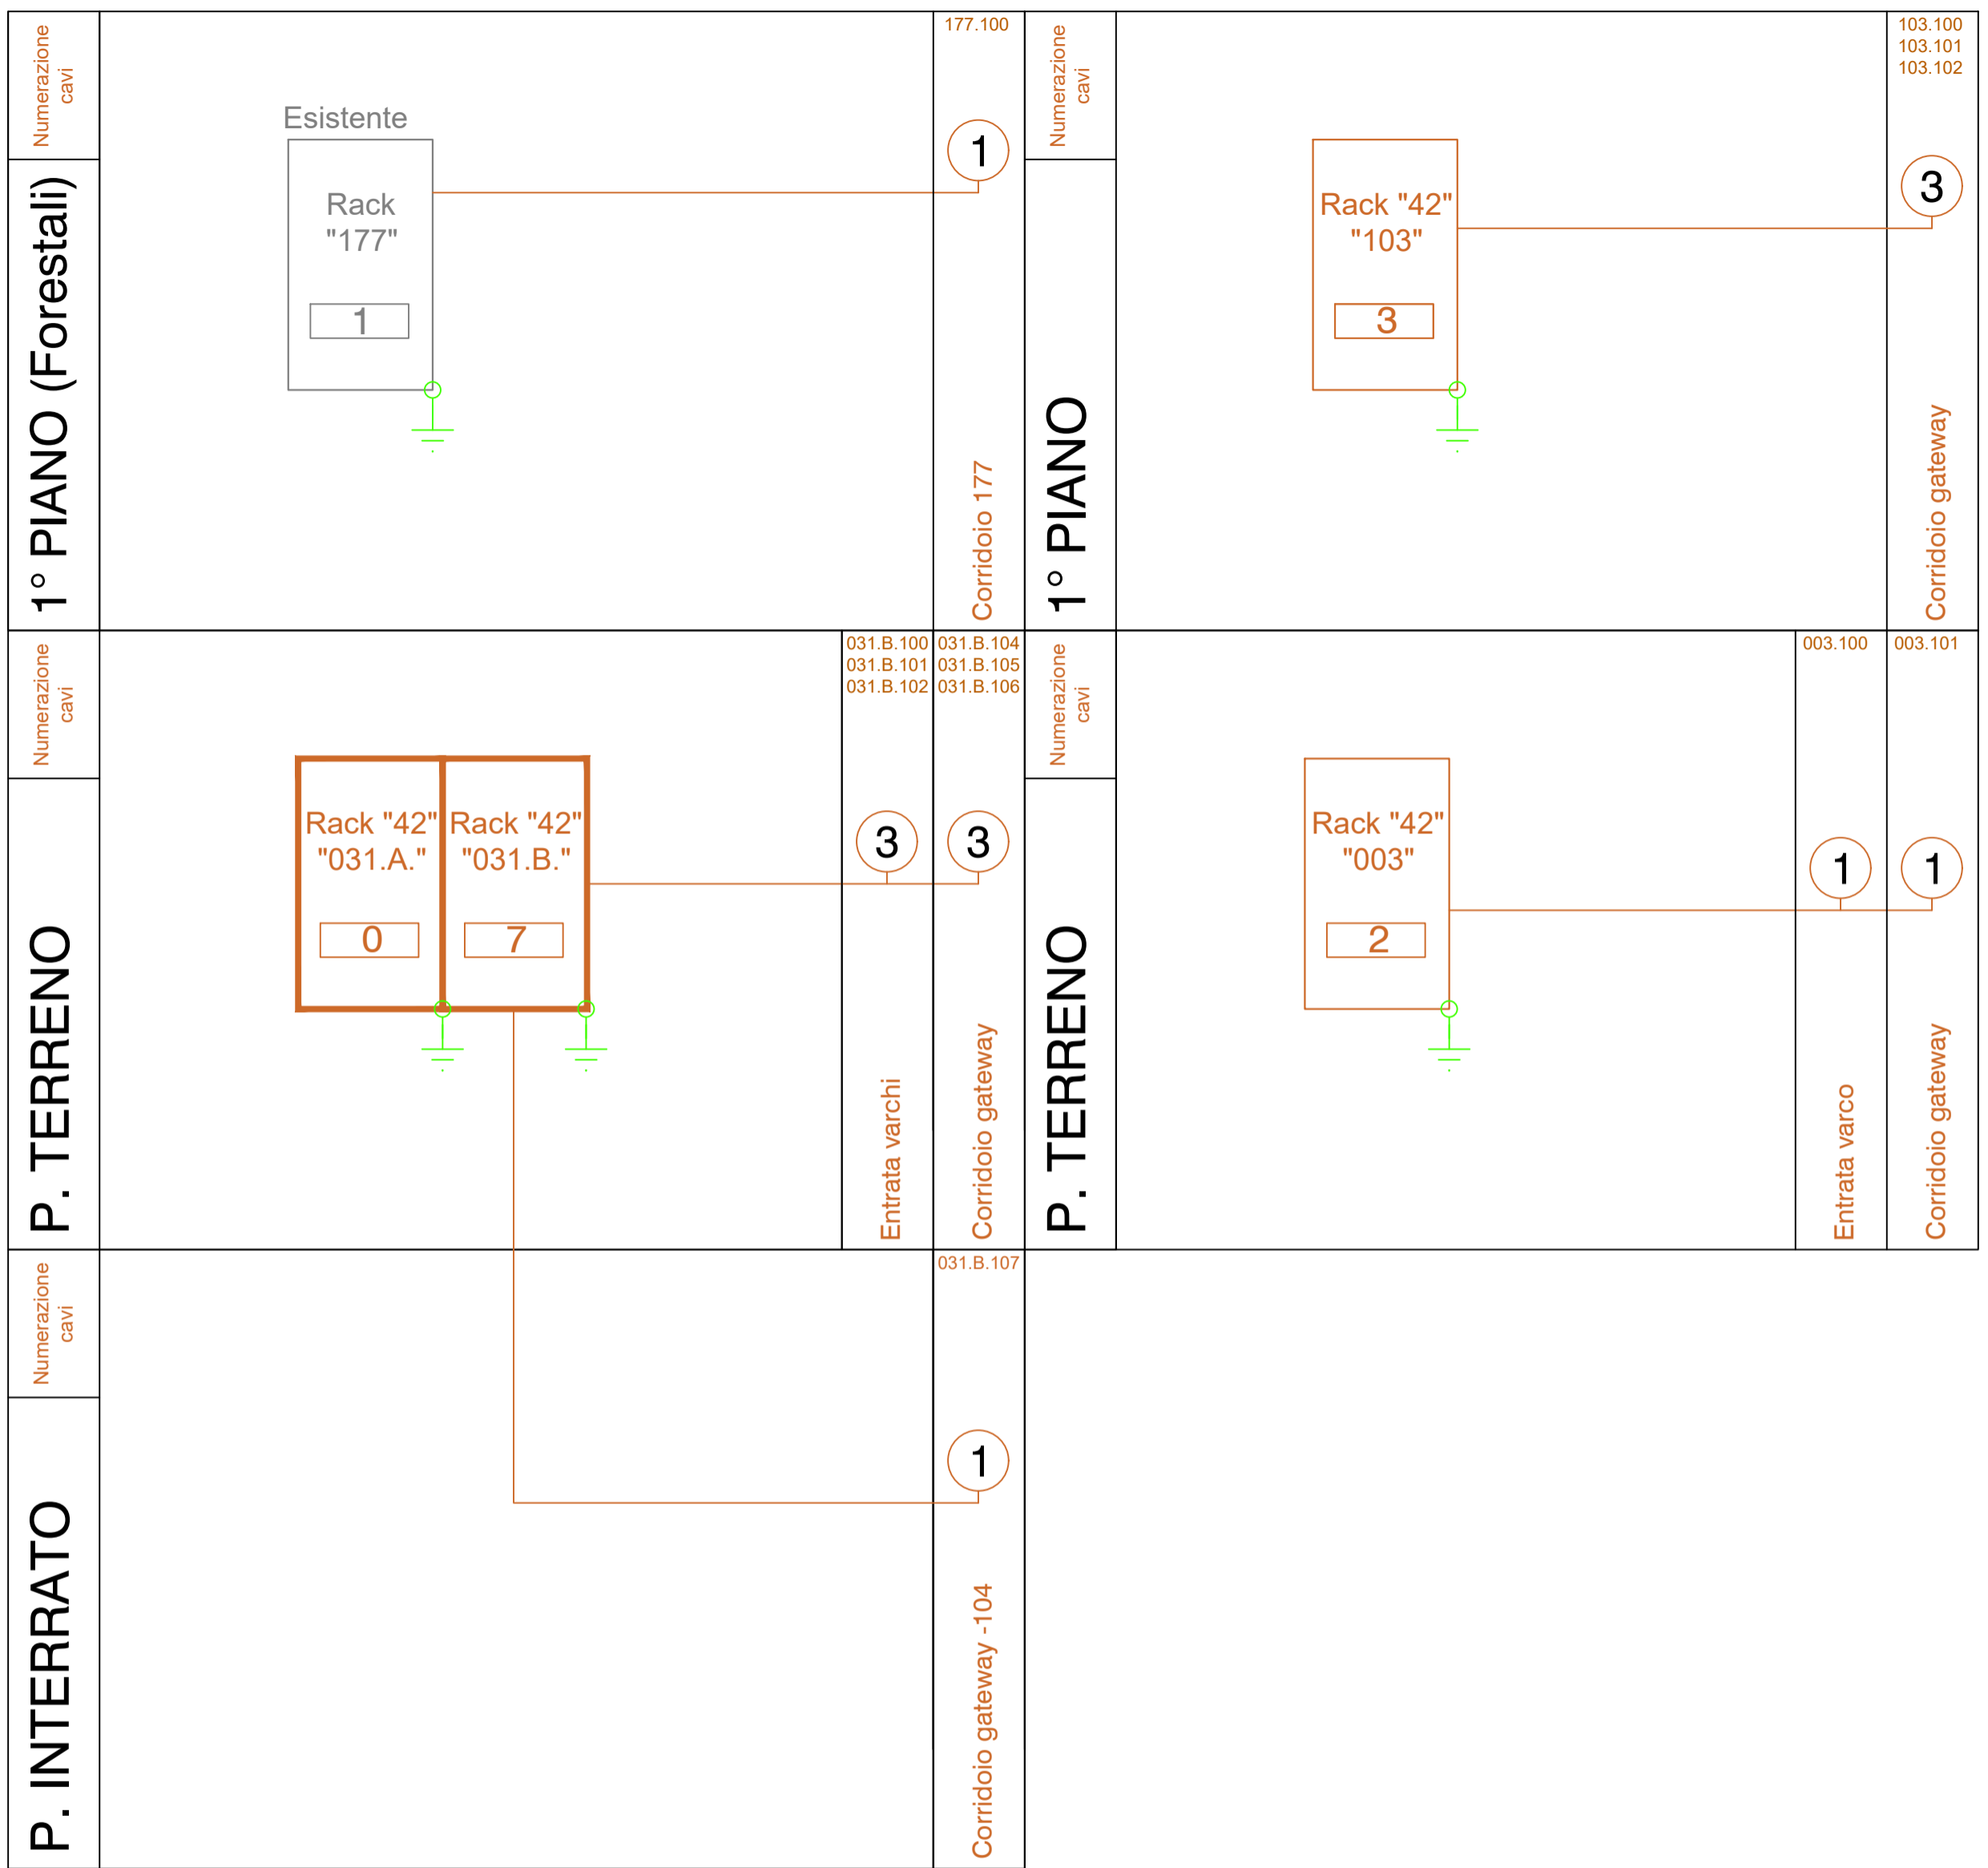 Numerazione
cavi
1° PIANO (Forestali)
Esistente
Rack
"177"
1
177.100
1
Corridoio 177
Numerazione
cavi
1° PIANO
Rack "42"
"103"
3
103.100
103.101
103.102
3
Corridoio gateway
Numerazione
cavi
P. TERRENO
Rack "42"
"031.A."
0
Rack "42"
"031.B."
7
031.B.100
031.B.101
031.B.102
3
Entrata varchi
031.B.104
031.B.105
031.B.106
3
Corridoio gateway
Numerazione
cavi
P. TERRENO
Rack "42"
"003"
2
003.100
1
Entrata varco
003.101
1
Corridoio gateway
Numerazione
cavi
P. INTERRATO
031.B.107
1
Corridoio gateway -104